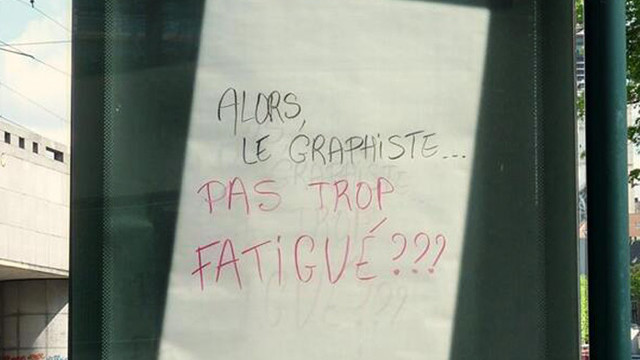 ALORS,
LE GRAPHISTE...
PAS TROP
FATIGUÉ???